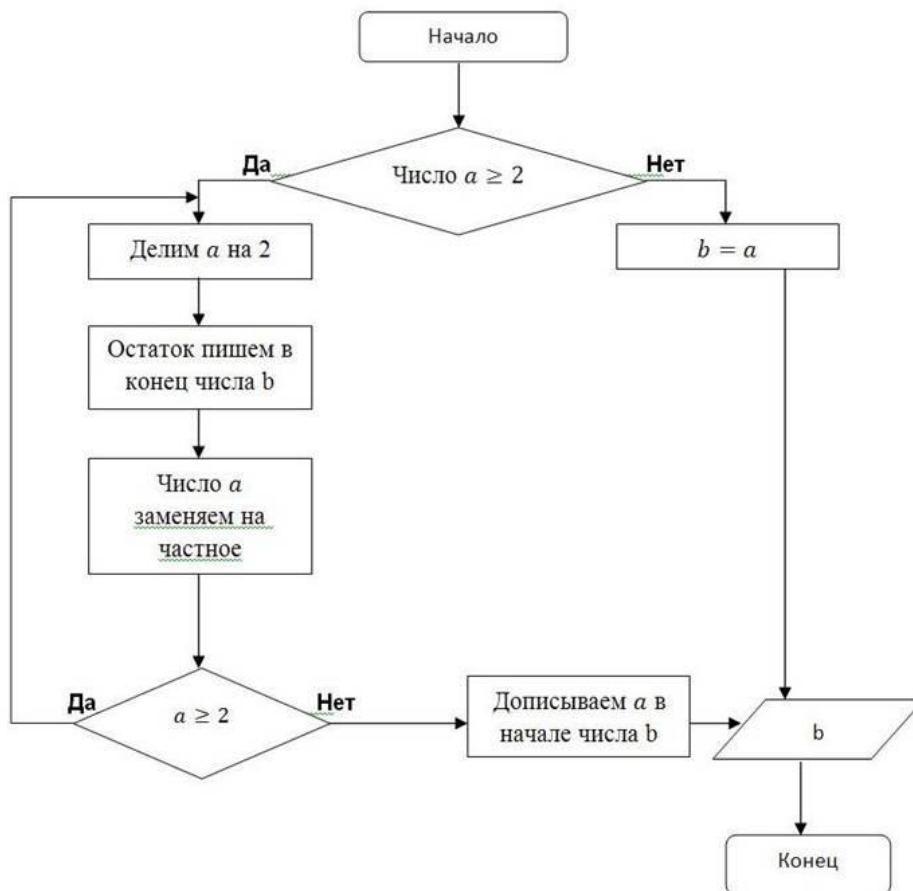 Начало
Да
Нет
Число a ≥ 2
Делим a на 2
b = a
Остаток пишем в
конец числа b
Число a
заменяем на
частное
Да
Нет
a ≥ 2
Дописываем a в
начале числа b
b
Конец